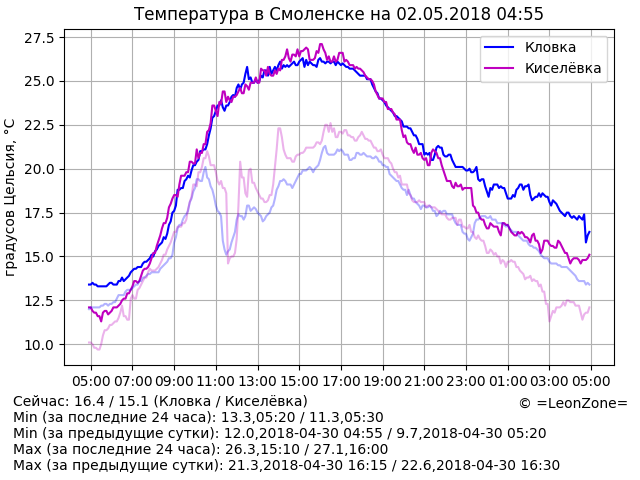 Температура в Смоленске на 02.05.2018 04:55
градусов Цельсия, °C
27.5
25.0
22.5
20.0
17.5
15.0
12.5
10.0
Кловка
Киселёвка
05:00 07:00 09:00 11:00 13:00 15:00 17:00 19:00 21:00 23:00 01:00 03:00 05:00
Сейчас: 16.4 / 15.1 (Кловка / Киселёвка)
© =LeonZone=
Min (за последние 24 часа): 13.3,05:20 / 11.3,05:30
Min (за предыдущие сутки): 12.0,2018-04-30 04:55 / 9.7,2018-04-30 05:20
Max (за последние 24 часа): 26.3,15:10 / 27.1,16:00
Max (за предыдущие сутки): 21.3,2018-04-30 16:15 / 22.6,2018-04-30 16:30